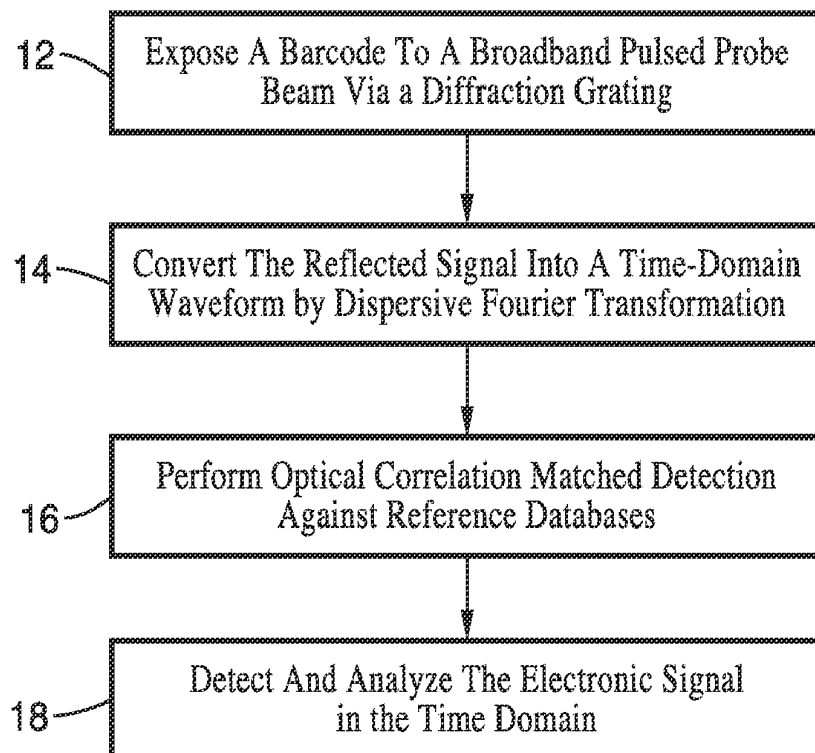 12
Expose A Barcode To A Broadband Pulsed Probe
Beam Via a Diffraction Grating
14
Convert The Reflected Signal Into A Time-Domain
Waveform by Dispersive Fourier Transformation
16
Perform Optical Correlation Matched Detection
Against Reference Databases
18
Detect And Analyze The Electronic Signal
in the Time Domain